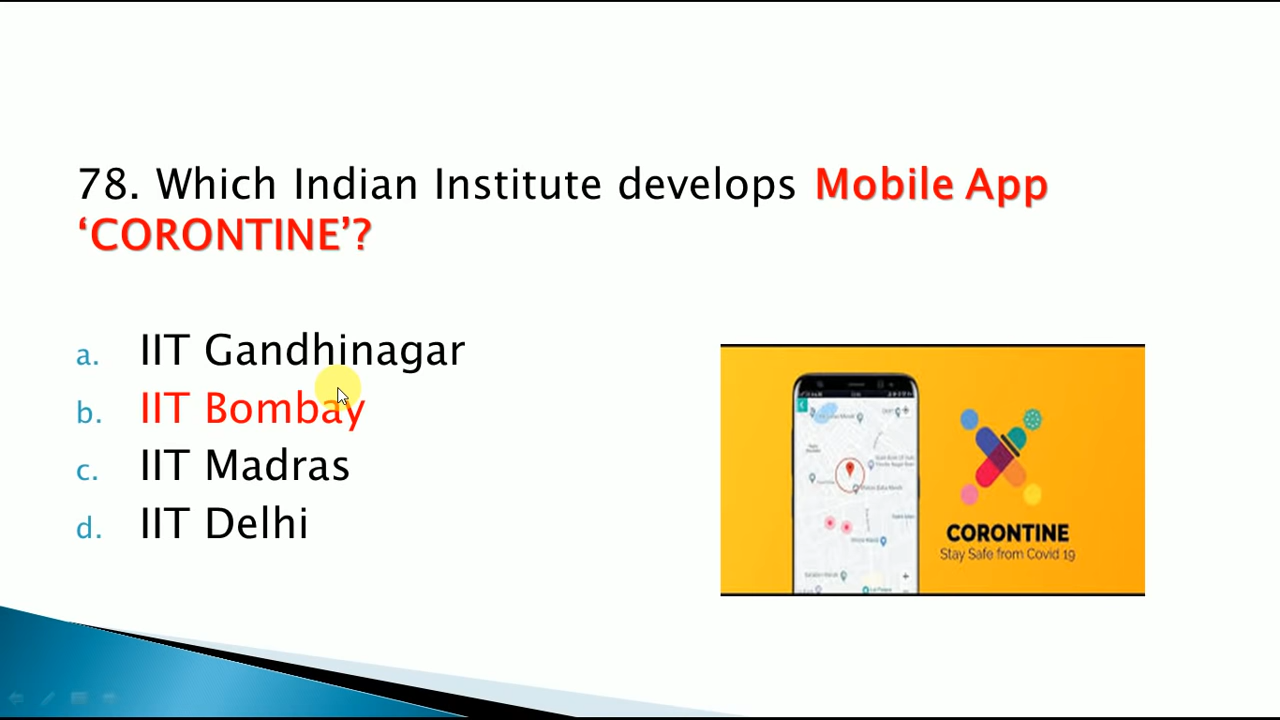 78. Which Indian Institute develops Mobile App
‘CORONTINE’?
a. IIT Gandhinagar
b. IIT Bombay
c. IIT Madras
d. IIT Delhi
CORONTINE
Stay Safe from Covid 19